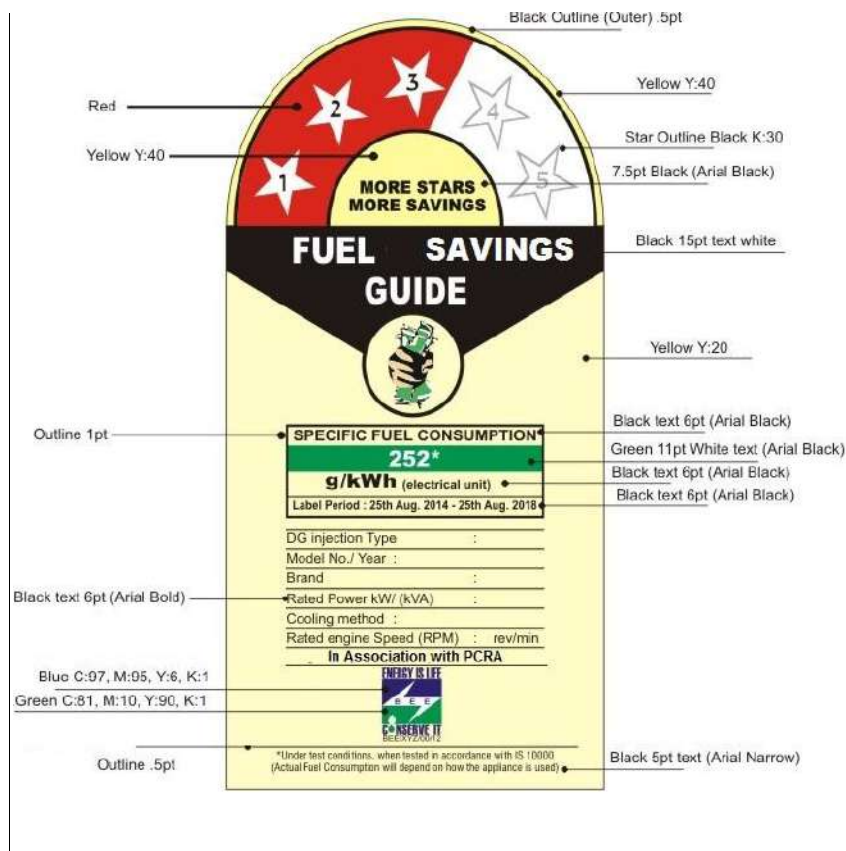 Black Outline (Outer) .5pt
Yellow Y:40
Red
Star Outline Black K:30
Yellow Y:40
7.5pt Black (Arial Black)
1
2
3
4
5
MORE STARS
MORE SAVINGS
FUEL SAVINGS
GUIDE
Black 15pt text white
Yellow Y:20
Outline 1pt
SPECIFIC FUEL CONSUMPTION
Black text 6pt (Arial Black)
252*
Green 11pt White text (Arial Black)
g/kWh (electrical unit)
Black text 6pt (Arial Black)
Label Period : 25th Aug. 2014 - 25th Aug. 2018
Black text 6pt (Arial Black)
DG injection Type :
Model No./ Year :
Brand :
Black text 6pt (Arial Bold)
Rated Power kW/ (kVA) :
Cooling method :
Rated engine Speed (RPM) : rev/min
In Association with PCRA
Blue C:97, M:95, Y:6, K:1
Green C:81, M:10, Y:90, K:1
ENERGY IS LIFE
BEE
CONSERVE IT
BEE/XYZ/00/12
Outline .5pt
*Under test conditions, when tested in accordance with IS 10000
(Actual Fuel Consumption will depend on how the appliance is used)
Black 5pt text (Arial Narrow)